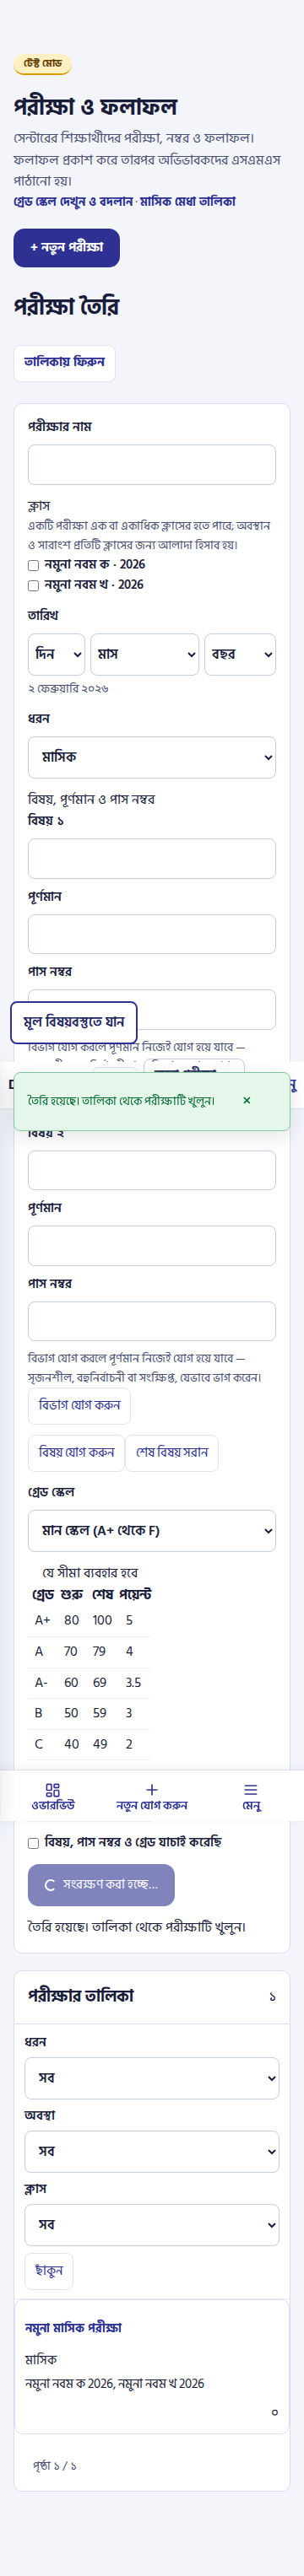 টেস্ট মোড
পরীক্ষা ও ফলাফল
সেন্টারের শিক্ষার্থীদের পরীক্ষা, নম্বর ও ফলাফল।
ফলাফল প্রকাশ করে তারপর অভিভাবকদের এসএমএস
পাঠানো হয়।
গ্রেড স্কেল দেখুন ও বদলান · মাসিক মেধা তালিকা
+ নতুন পরীক্ষা
পরীক্ষা তৈরি
তালিকায় ফিরুন
পরীক্ষার নাম
ক্লাস
একটি পরীক্ষা এক বা একাধিক ক্লাসের হতে পারে; অবস্থান
ও সারাংশ প্রতিটি ক্লাসের জন্য আলাদা হিসাব হয়।
নমুনা নবম ক · 2026
নমুনা নবম খ · 2026
তারিখ
দিন মাস বছর
২ ফেব্রুয়ারি ২০২৬
ধরন
মাসিক
বিষয়, পূর্ণমান ও পাস নম্বর
বিষয় ১
পূর্ণমান
পাস নম্বর
মূল বিষয়বস্তুতে যান
বিভাগ যোগ করলে পূর্ণমান নিজেই যোগ হয়ে যাবে —
তৈরি হয়েছে। তালিকা থেকে পরীক্ষাটি খুলুন। ×
বিষয় ২
পূর্ণমান
পাস নম্বর
বিভাগ যোগ করলে পূর্ণমান নিজেই যোগ হয়ে যাবে —
সৃজনশীল, বহুনির্বাচনী বা সংক্ষিপ্ত, যেভাবে ভাগ করেন।
বিভাগ যোগ করুন
বিষয় যোগ করুন শেষ বিষয় সরান
গ্রেড স্কেল
মান স্কেল (A+ থেকে F)
যে সীমা ব্যবহার হবে
গ্রেড শুরু শেষ পয়েন্ট
A+ 80 100 5
A 70 79 4
A- 60 69 3.5
B 50 59 3
C 40 49 2
ওভারভিউ নতুন যোগ করুন মেনু
বিষয়, পাস নম্বর ও গ্রেড যাচাই করেছি
সংরক্ষণ করা হচ্ছে...
তৈরি হয়েছে। তালিকা থেকে পরীক্ষাটি খুলুন।
পরীক্ষার তালিকা ১
ধরন
সব
অবস্থা
সব
ক্লাস
সব
ছাঁকুন
নমুনা মাসিক পরীক্ষা
মাসিক
নমুনা নবম ক 2026, নমুনা নবম খ 2026
০
পৃষ্ঠা ১ / ১